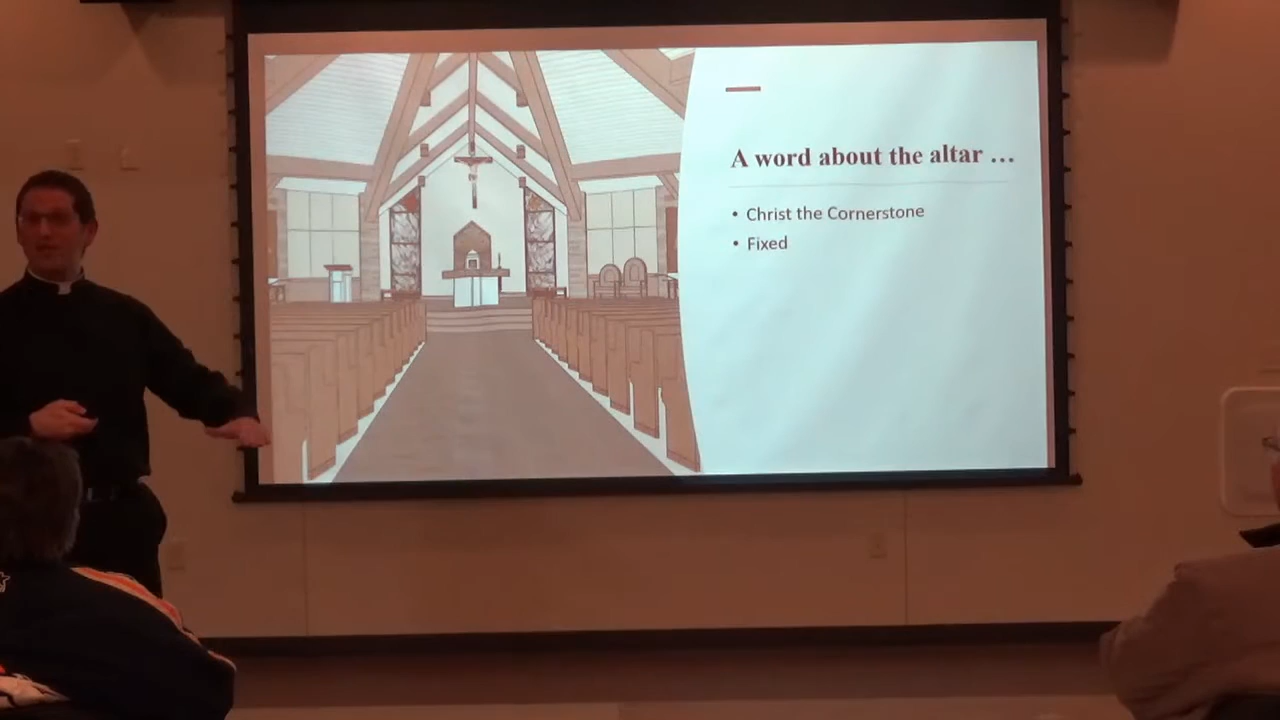 A word about the altar …
• Christ the Cornerstone
• Fixed